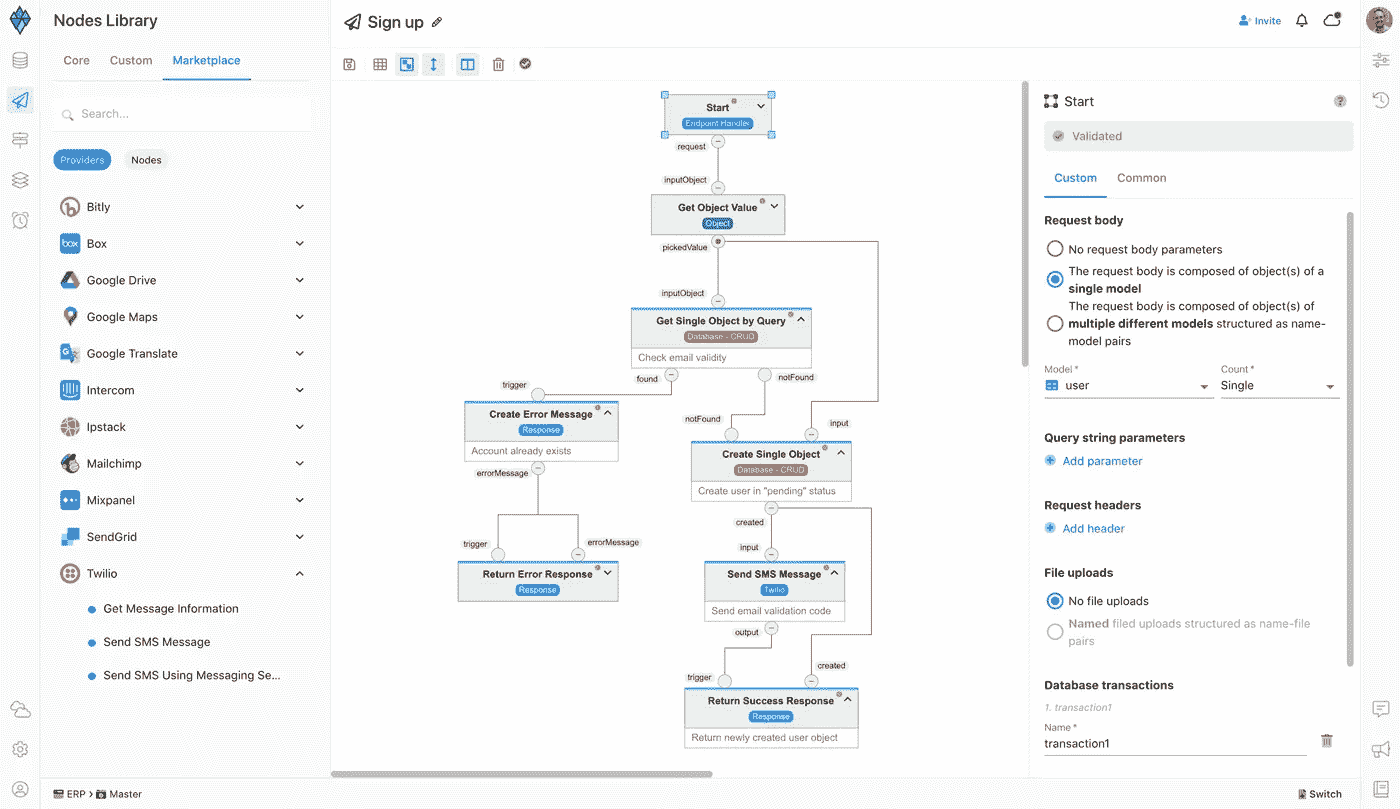 Nodes Library
Core Custom Marketplace
Search...
Providers Nodes
Bitly
box Box
Google Drive
Google Maps
Google Translate
Intercom
Ipstack
Mailchimp
Mixpanel
SendGrid
Twilio
Get Message Information
Send SMS Message
Send SMS Using Messaging Se...
ERP > Master
Sign up
Invite
Start
Endpoint Handler
request
inputObject
Get Object Value
Object
pickedValue
inputObject
Get Single Object by Query
Database - CRUD
Check email validity
found
notFound
trigger
Create Error Message
Response
Account already exists
errorMessage
trigger
errorMessage
Return Error Response
Response
notFound
input
Create Single Object
Database - CRUD
Create user in "pending" status
created
input
Send SMS Message
Twilio
Send email validation code
output
trigger
created
Return Success Response
Response
Return newly created user object
Start
?
Validated
Custom Common
Request body
No request body parameters
The request body is composed of object(s) of a
single model
The request body is composed of object(s) of
multiple different models structured as name-
model pairs
Model * Count *
user Single
Query string parameters
Add parameter
Request headers
Add header
File uploads
No file uploads
Named filed uploads structured as name-file
pairs
Database transactions
1. transaction1
Name *
transaction1
Switch